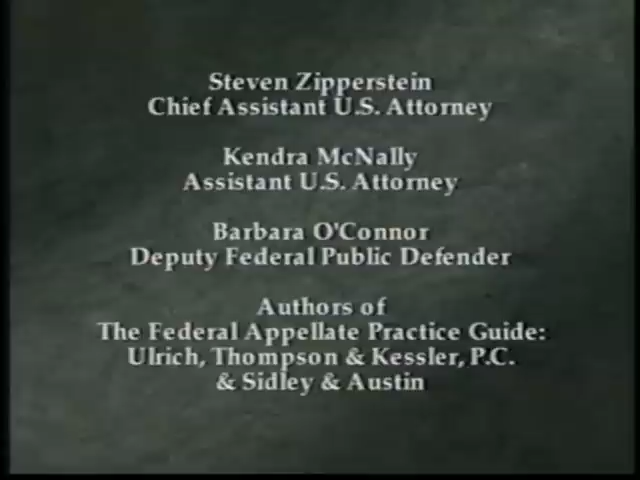 Steven Zipperstein
Chief Assistant U.S. Attorney
Kendra McNally
Assistant U.S. Attorney
Barbara O'Connor
Deputy Federal Public Defender
Authors of
The Federal Appellate Practice Guide:
Ulrich, Thompson & Kessler, P.C.
& Sidley & Austin